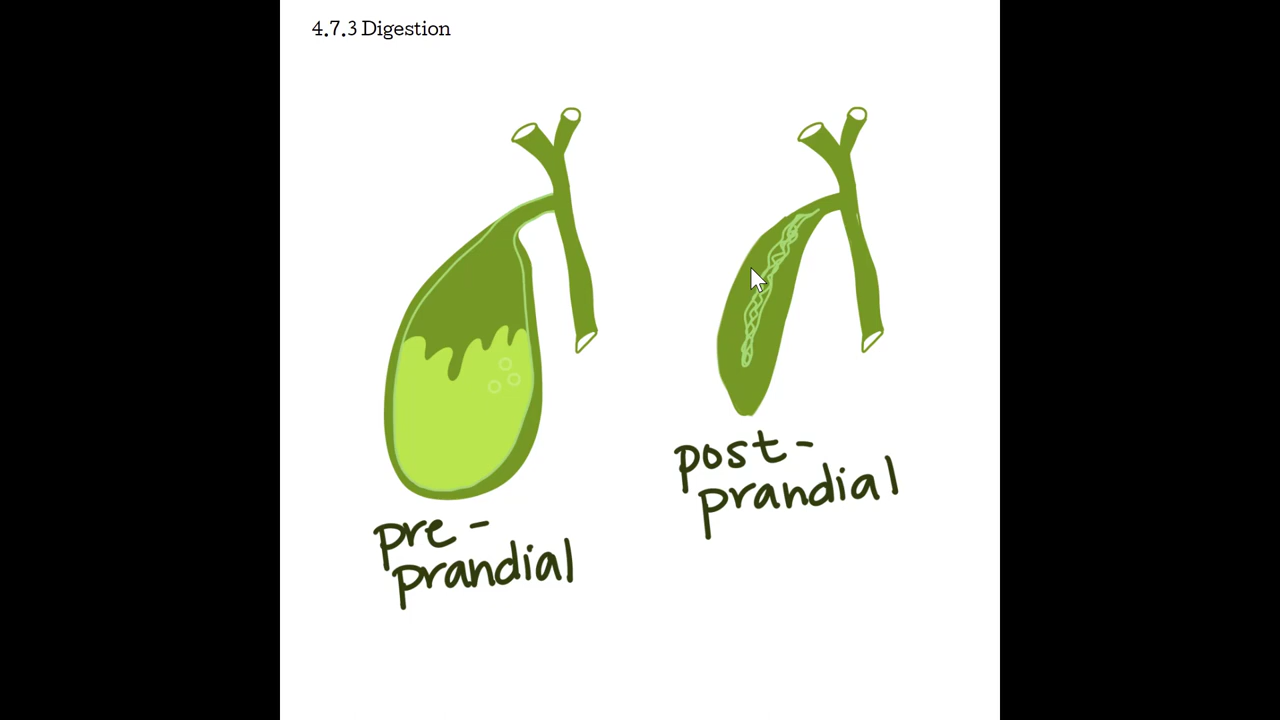 4.7.3 Digestion
pre-
prandial
post-
prandial